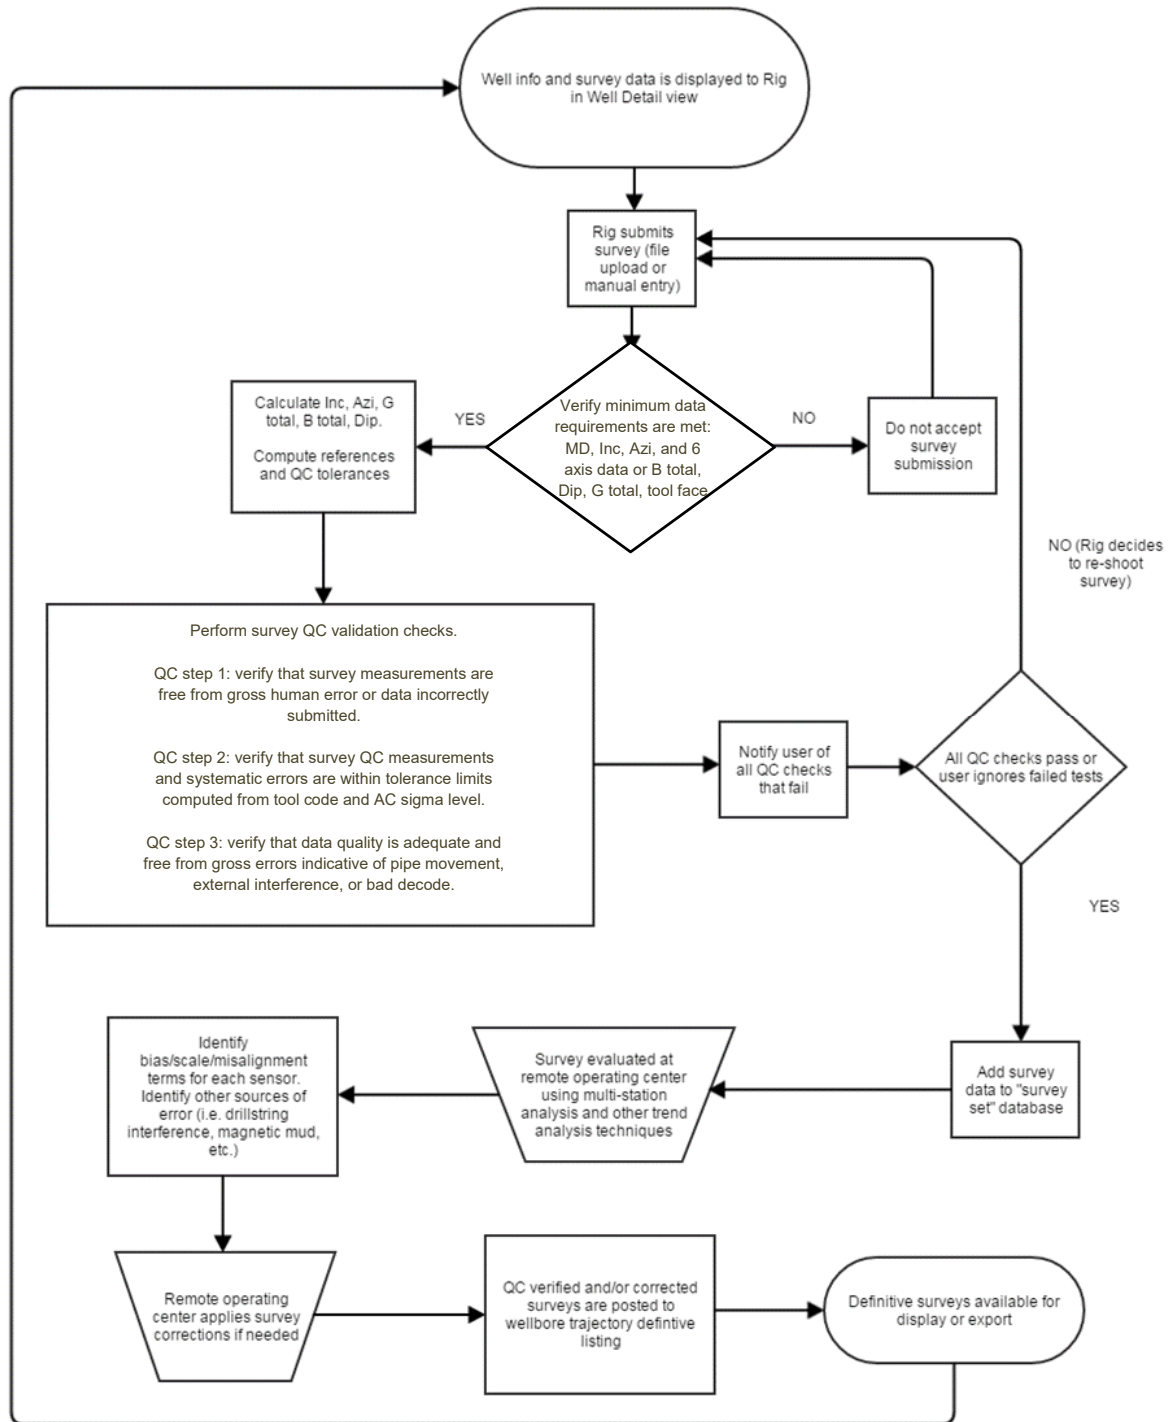 Well info and survey data is displayed to Rig
in Well Detail view
Rig submits
survey (file
upload or
manual entry)
Verify minimum data
requirements are met:
MD, Inc, Azi, and 6
axis data or B total,
Dip, G total, tool face
YES
NO
Calculate Inc, Azi, G
total, B total, Dip.
Compute references
and QC tolerances
Do not accept
survey
submission
NO (Rig decides
to re-shoot
survey)
Perform survey QC validation checks.
QC step 1: verify that survey measurements are
free from gross human error or data incorrectly
submitted.
QC step 2: verify that survey QC measurements
and systematic errors are within tolerance limits
computed from tool code and AC sigma level.
QC step 3: verify that data quality is adequate and
free from gross errors indicative of pipe movement,
external interference, or bad decode.
Notify user of
all QC checks
that fail
All QC checks pass or
user ignores failed tests
YES
Add survey
data to "survey
set" database
Survey evaluated at
remote operating center
using multi-station
analysis and other trend
analysis techniques
Identify
bias/scale/misalignment
terms for each sensor.
Identify other sources of
error (i.e. drillstring
interference, magnetic mud,
etc.)
Remote operating
center applies survey
corrections if needed
QC verified and/or corrected
surveys are posted to
wellbore trajectory defintive
listing
Definitive surveys available for
display or export